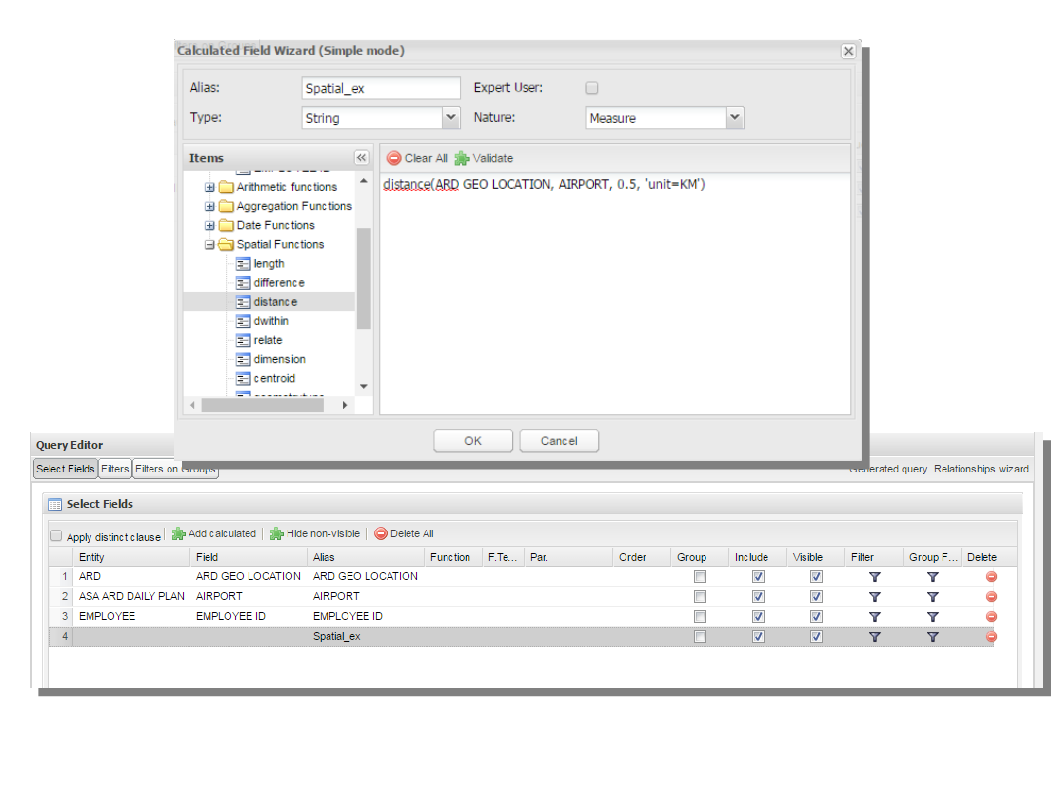 Calculated Field Wizard (Simple mode)
Alias: Spatial_ex Expert User:
Type: String Nature: Measure
Items Clear All Validate
distance(ARD GEO LOCATION, AIRPORT, 0.5, 'unit=KM')
Arithmetic functions
Aggregation Functions
Date Functions
Spatial Functions
length
difference
distance
dwithin
relate
dimension
centroid
OK Cancel
Query Editor
Select Fields Filters Filters on Groups Generated query Relationships wizard
Select Fields
Apply distinct clause Add calculated Hide non-visible Delete All
Entity Field Alias Function F.Te... Par. Order Group Include Visible Filter Group F... Delete
1 ARD ARD GEO LOCATION ARD GEO LOCATION
2 ASA ARD DAILY PLAN AIRPORT AIRPORT
3 EMPLOYEE EMPLOYEE ID EMPLOYEE ID
4 Spatial_ex